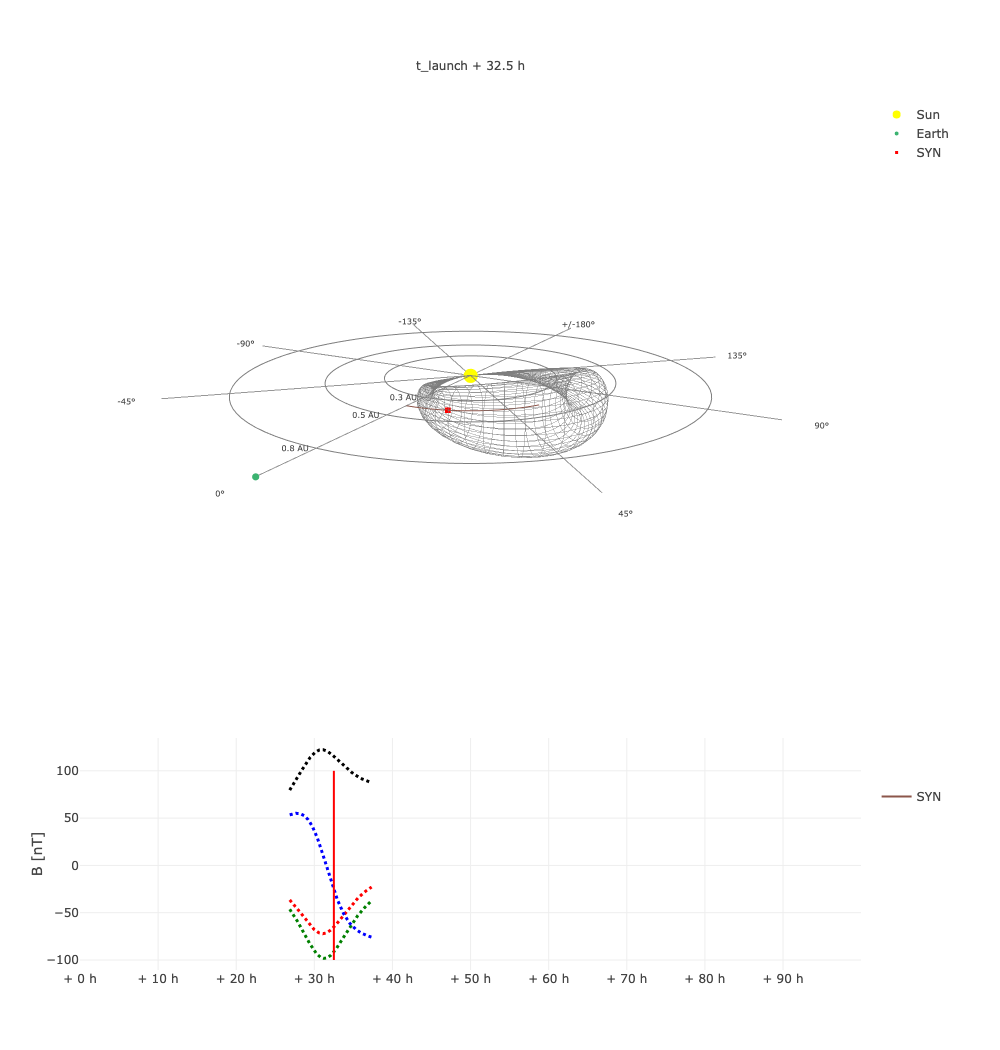 t_launch + 32.5 h
Sun
Earth
SYN
-135°
+/-180°
-90°
135°
-45°
0.3 AU
0.5 AU
90°
0.8 AU
0°
45°
100
50
0
−50
−100
B [nT]
SYN
+ 0 h
+ 10 h
+ 20 h
+ 30 h
+ 40 h
+ 50 h
+ 60 h
+ 70 h
+ 80 h
+ 90 h